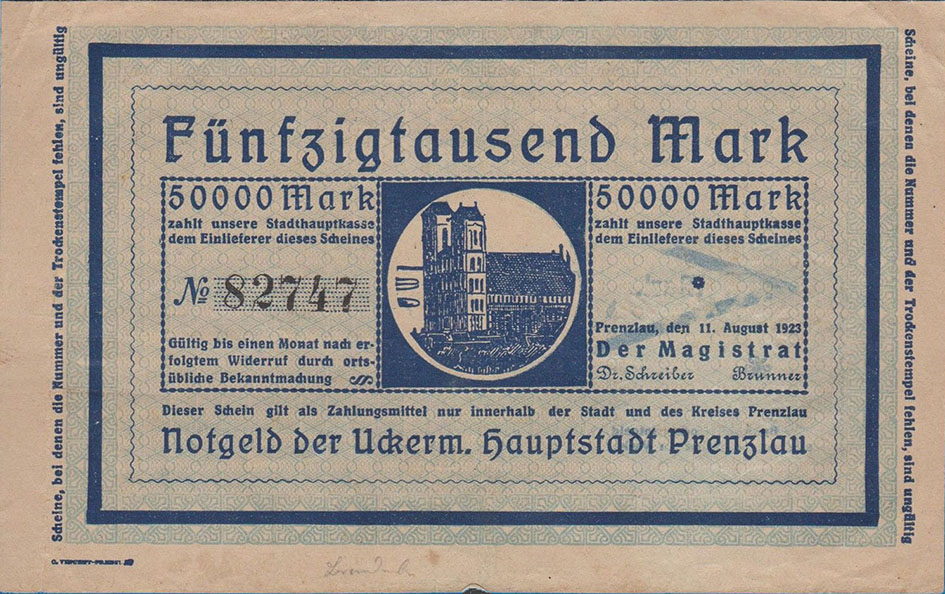 Scheine, bei denen die Nummer und der Trockenstempel fehlen, sind ungültig
Fünfzigtausend Mark
50000 Mark
zahlt unsere Stadthauptkasse
dem Einlieferer dieses Scheines
No 82747
Gültig bis einen Monat nach er-
folgtem Widerruf durch orts-
übliche Bekanntmachung
50000 Mark
zahlt unsere Stadthauptkasse
dem Einlieferer dieses Scheines
Prenzlau, den 11. August 1923
Der Magistrat
Dr. Schreiber Brunner
Dieser Schein gilt als Zahlungsmittel nur innerhalb der Stadt und des Kreises Prenzlau
Notgeld der Uckerm. Hauptstadt Prenzlau
Scheine, bei denen die Nummer und der Trockenstempel fehlen, sind ungültig
C. VINCENT-